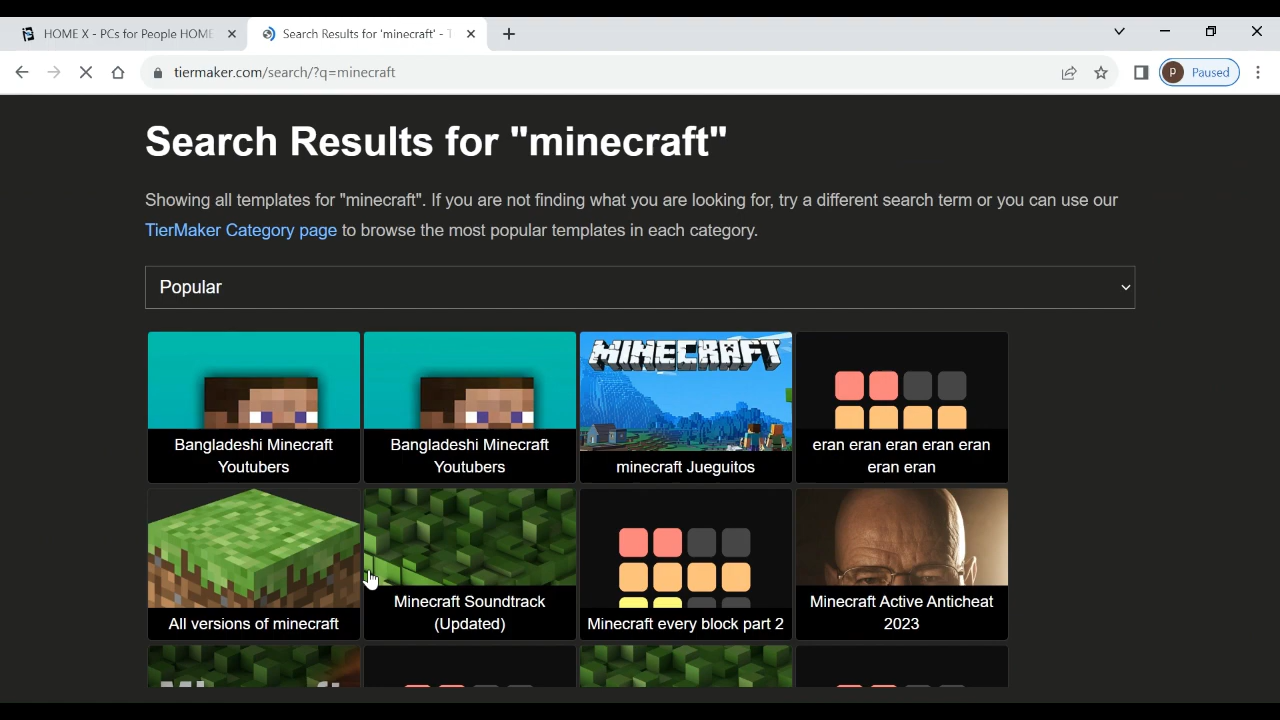 HOME X - PCs for People HOME
Search Results for 'minecraft' - T
tiermaker.com/search/?q=minecraft
P
Paused
Search Results for "minecraft"
Showing all templates for "minecraft". If you are not finding what you are looking for, try a different search term or you can use our
TierMaker Category page to browse the most popular templates in each category.
Popular
MINECRAFT
Bangladeshi Minecraft
Youtubers
Bangladeshi Minecraft
Youtubers
minecraft Jueguitos
eran eran eran eran eran
eran eran
All versions of minecraft
Minecraft Soundtrack
(Updated)
Minecraft every block part 2
Minecraft Active Anticheat
2023